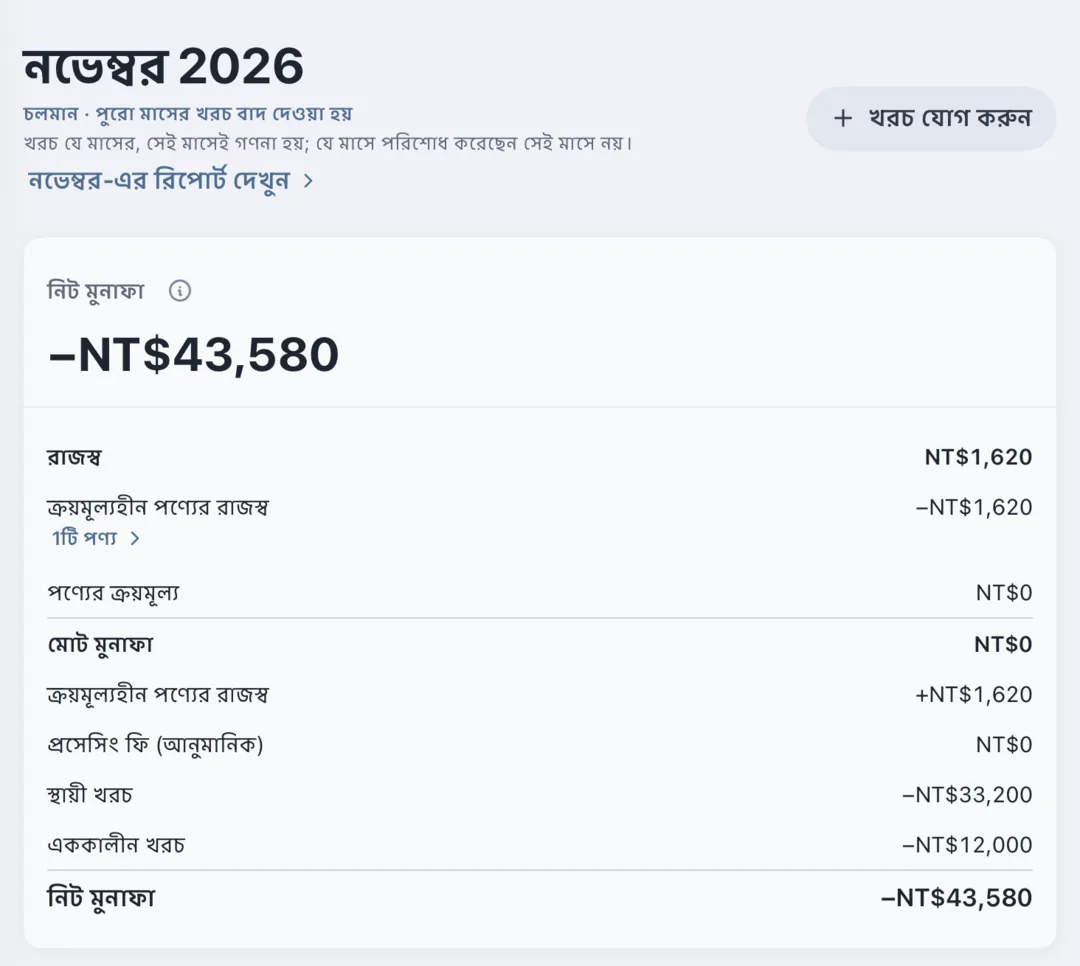 নভেম্বর 2026
চলমান · পুরো মাসের খরচ বাদ দেওয়া হয়
খরচ যে মাসের, সেই মাসেই গণনা হয়; যে মাসে পরিশোধ করেছেন সেই মাসে নয়।
+ খরচ যোগ করুন
নভেম্বর-এর রিপোর্ট দেখুন >
নিট মুনাফা
–NT$43,580
রাজস্ব NT$1,620
ক্রয়মূল্যহীন পণ্যের রাজস্ব –NT$1,620
1টি পণ্য >
পণ্যের ক্রয়মূল্য NT$0
মোট মুনাফা NT$0
ক্রয়মূল্যহীন পণ্যের রাজস্ব +NT$1,620
প্রসেসিং ফি (আনুমানিক) NT$0
স্থায়ী খরচ –NT$33,200
এককালীন খরচ –NT$12,000
নিট মুনাফা –NT$43,580